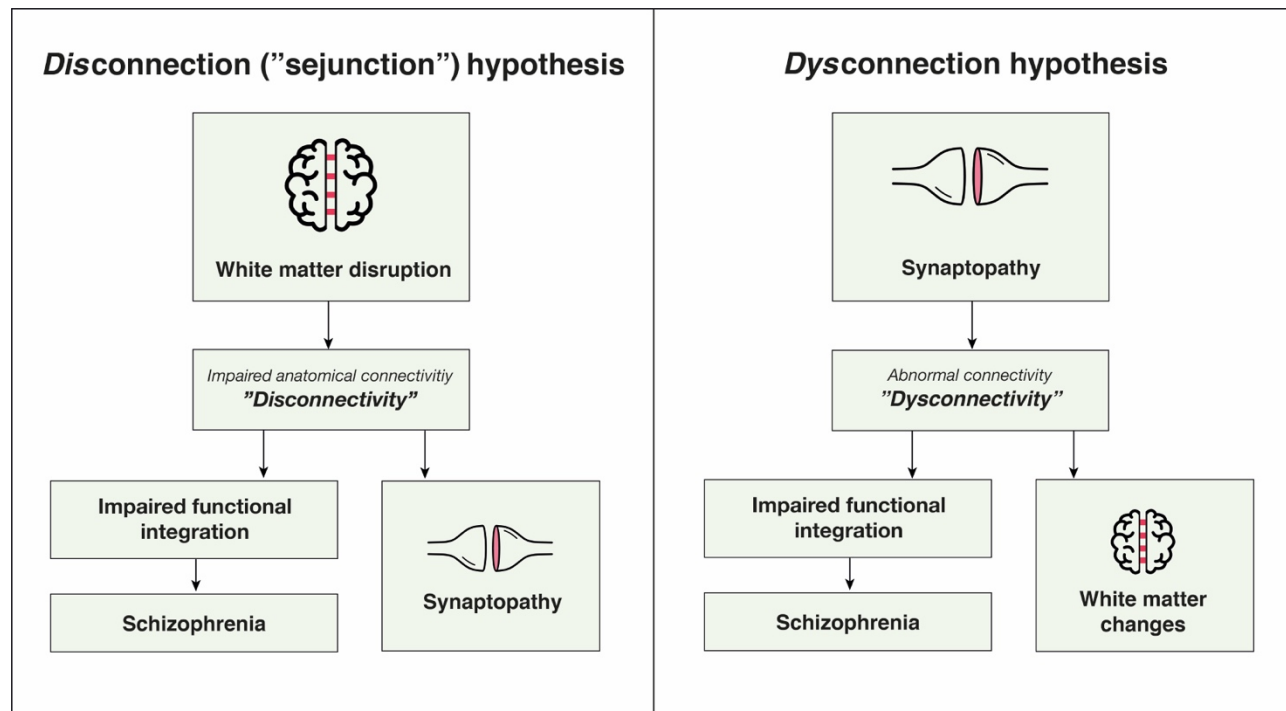 Disconnection (”sejunction”) hypothesis
White matter disruption
Impaired anatomical connectivitiy
”Disconnectivity”
Impaired functional
integration
Schizophrenia
Synaptopathy
Dysconnection hypothesis
Synaptopathy
Abnormal connectivity
”Dysconnectivity”
Impaired functional
integration
Schizophrenia
White matter
changes